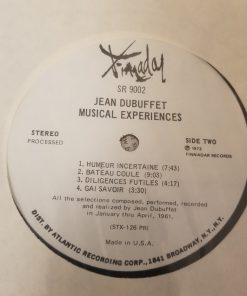 Finnadar
SR 9002
JEAN DUBUFFET
MUSICAL EXPERIENCES
STEREO
PROCESSED
SIDE TWO
℗ 1973
FINNADAR RECORDS
1. HUMEUR INCERTAINE (7:43)
2. BATEAU COULE (9:03)
3. DILIGENCES FUTILES (4:17)
4. GAI SAVOIR (3:30)
All the selections composed, performed, recorded
and realized by Jean Dubuffet
in January thru April, 1961.
(STX-126 PR)
Made in U.S.A.
DIST. BY ATLANTIC RECORDING CORP., 1841 BROADWAY, N.Y., N.Y.